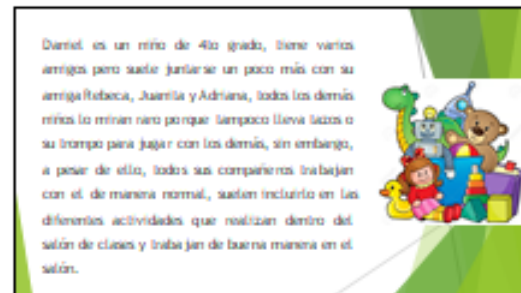 Daniel es un niño de 4to grado, tiene varios
amigos pero suele juntarse un poco más con su
amiga Rebeca, Juanita y Adriana, todos los demás
niños lo miran raro porque tampoco lleva tazos o
su trompo para jugar con los demás, sin embargo,
a pesar de ello, todos sus compañeros trabajan
con el de manera normal, suelen incluirlo en las
diferentes actividades que realizan dentro del
salón de clases y trabajan de buena manera en el
salón.